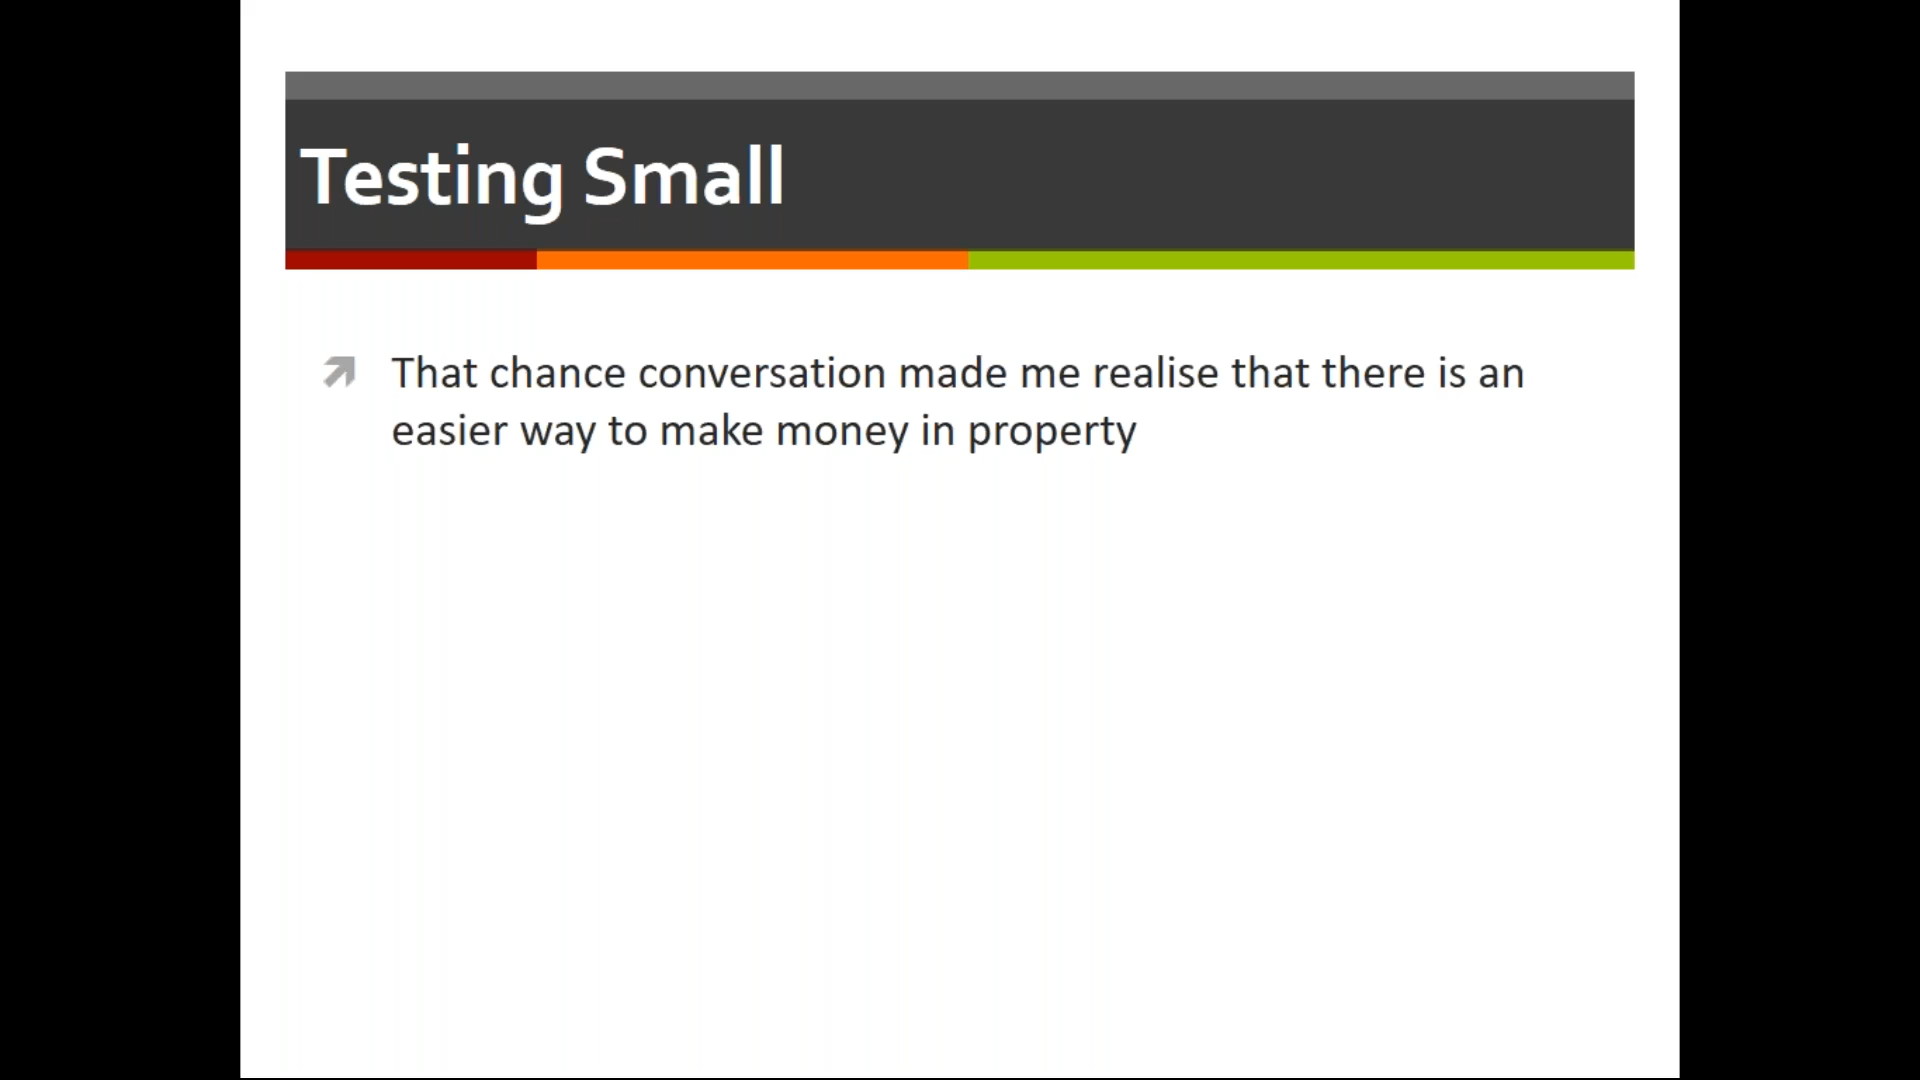 Testing Small
That chance conversation made me realise that there is an
easier way to make money in property